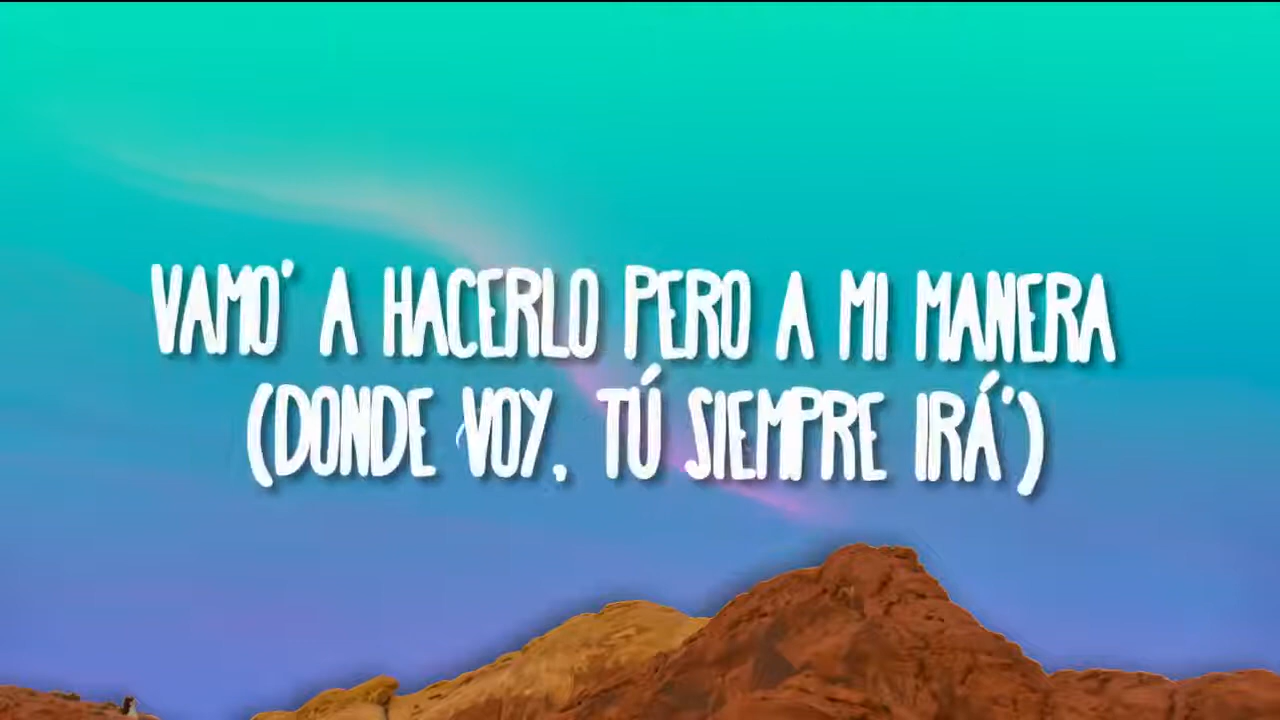 VAMO' A HACERLO PERO A MI MANERA
(DONDE VOY, TÚ SIEMPRE IRÁ')